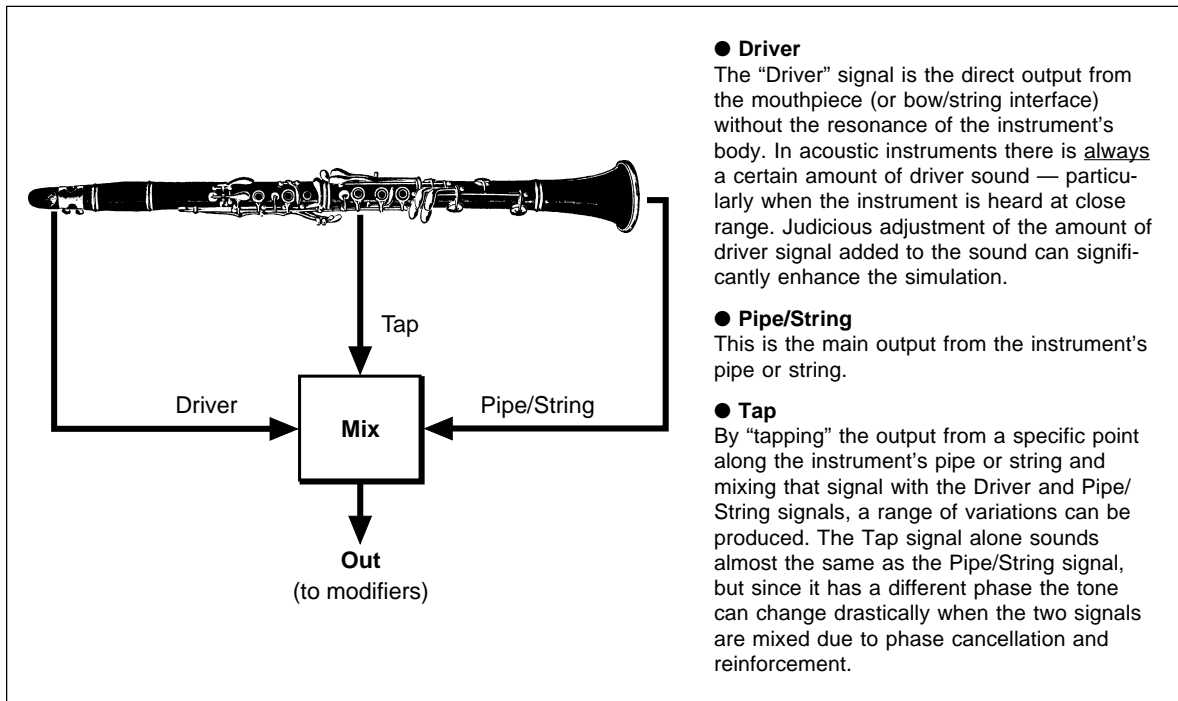 ● Driver
The “Driver” signal is the direct output from
the mouthpiece (or bow/string interface)
without the resonance of the instrument’s
body. In acoustic instruments there is always
a certain amount of driver sound — particu-
larly when the instrument is heard at close
range. Judicious adjustment of the amount of
driver signal added to the sound can signifi-
cantly enhance the simulation.
● Pipe/String
This is the main output from the instrument’s
pipe or string.
● Tap
By “tapping” the output from a specific point
along the instrument’s pipe or string and
mixing that signal with the Driver and Pipe/
String signals, a range of variations can be
produced. The Tap signal alone sounds
almost the same as the Pipe/String signal,
but since it has a different phase the tone
can change drastically when the two signals
are mixed due to phase cancellation and
reinforcement.
Tap
Driver
Pipe/String
Mix
Out
(to modifiers)